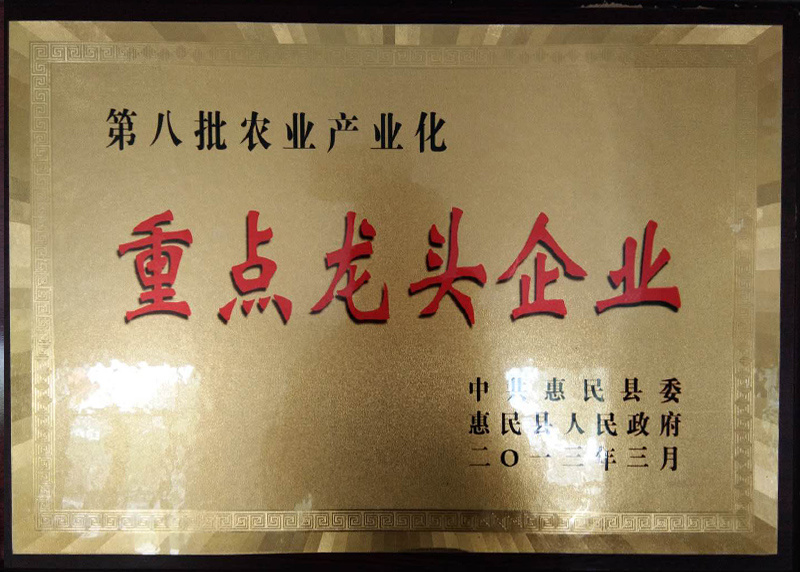 第八批农业产业化
重点龙头企业
中共惠民县委
惠民县人民政府
二〇一三年三月